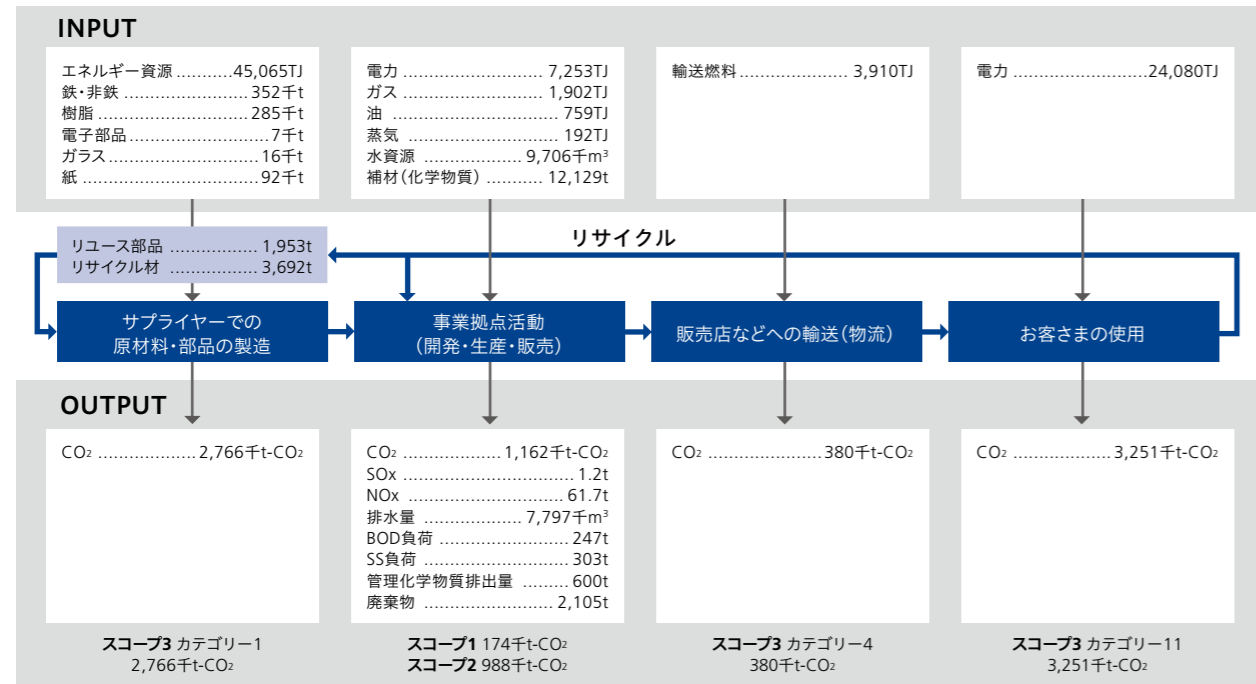 INPUT
エネルギー資源 ...........45,065TJ
鉄・非鉄 .............................352千t
樹脂 ..................................285千t
電子部品 ..............................7千t
ガラス ................................16千t
紙 .....................................92千t
電力 ............................. 7,253TJ
ガス ............................. 1,902TJ
油 .................................. 759TJ
蒸気 ............................... 192TJ
水資源 ................... 9,706千m³
補材(化学物質) ........... 12,129t
輸送燃料..................... 3,910TJ
電力 ...........................24,080TJ
リユース部品 ................. 1,953t
リサイクル材 ................. 3,692t
リサイクル
サプライヤーでの
原材料・部品の製造
事業拠点活動
(開発・生産・販売)
販売店などへの輸送(物流)
お客さまの使用
OUTPUT
CO₂ ...................2,766千t-CO₂
CO₂ ...................1,162千t-CO₂
SOx .................................. 1.2t
NOx ................................ 61.7t
排水量 ................... 7,797千m³
BOD負荷 .......................... 247t
SS負荷 ............................. 303t
管理化学物質排出量 ......... 600t
廃棄物 .......................... 2,105t
CO₂ ......................380千t-CO₂
CO₂ ...................3,251千t-CO₂
スコープ3 カテゴリー1
2,766千t-CO₂
スコープ1 174千t-CO₂
スコープ2 988千t-CO₂
スコープ3 カテゴリー4
380千t-CO₂
スコープ3 カテゴリー11
3,251千t-CO₂